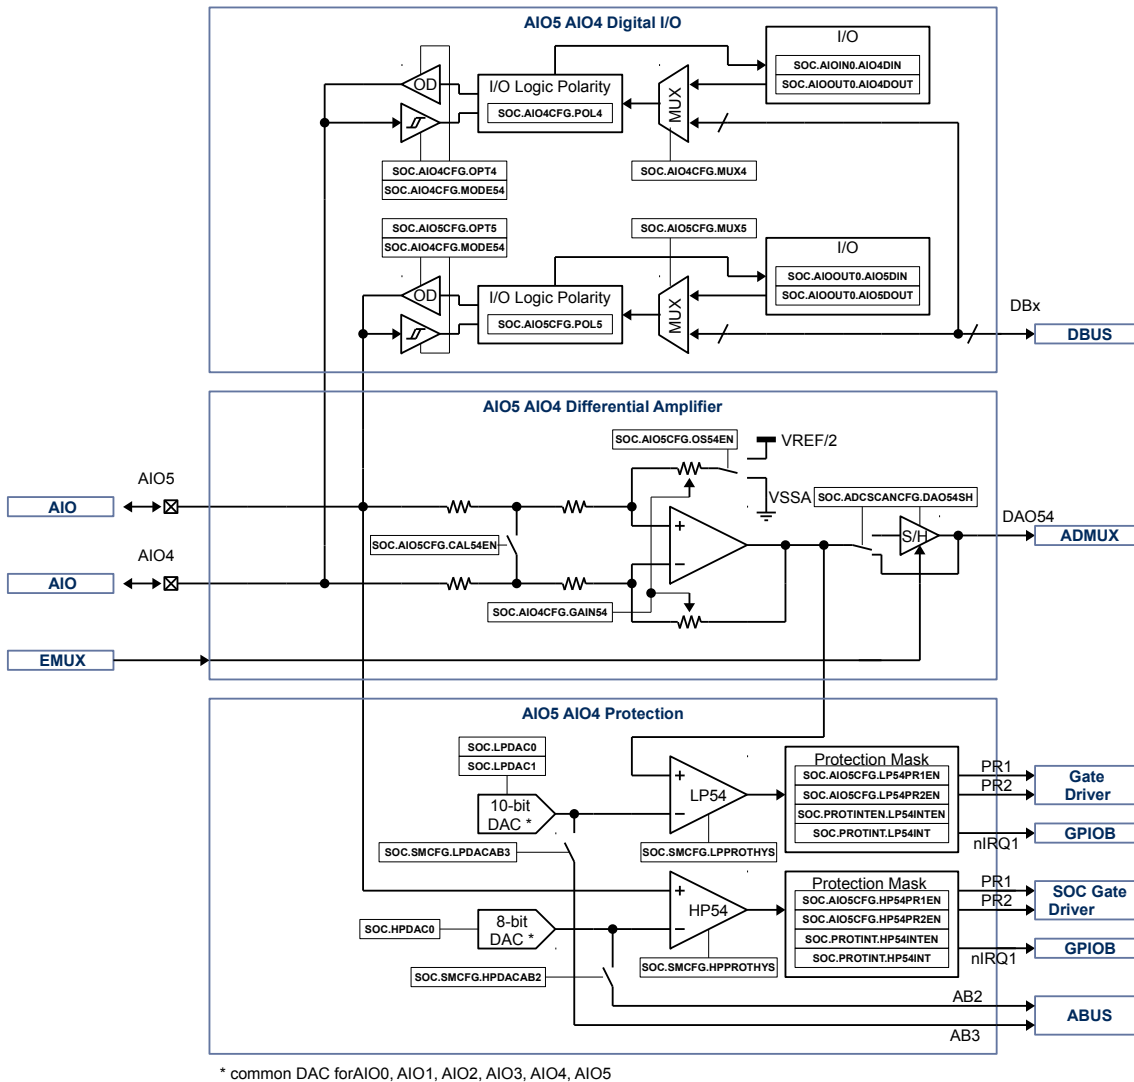 AIO5 AIO4 Digital I/O
I/O
SOC.AIOIN0.AIO4DIN
SOC.AIOOUT0.AIO4DOUT
OD
I/O Logic Polarity
SOC.AIO4CFG.POL4
MUX
SOC.AIO4CFG.OPT4
SOC.AIO4CFG.MODE54
SOC.AIO4CFG.MUX4
SOC.AIO5CFG.OPT5
SOC.AIO4CFG.MODE54
SOC.AIO5CFG.MUX5
I/O
SOC.AIOOUT0.AIO5DIN
SOC.AIOOUT0.AIO5DOUT
OD
I/O Logic Polarity
SOC.AIO5CFG.POL5
MUX
DBx
DBUS
AIO5 AIO4 Differential Amplifier
SOC.AIO5CFG.OS54EN
VREF/2
VSSA
SOC.ADCSCANCFG.DAO54SH
AIO5
AIO
AIO4
AIO
SOC.AIO5CFG.CAL54EN
+
−
S/H
DAO54
ADMUX
SOC.AIO4CFG.GAIN54
EMUX
AIO5 AIO4 Protection
SOC.LPDAC0
SOC.LPDAC1
10-bit
DAC *
+
LP54
−
Protection Mask
SOC.AIO5CFG.LP54PR1EN
SOC.AIO5CFG.LP54PR2EN
SOC.PROTINTEN.LP54INTEN
SOC.PROTINT.LP54INT
PR1
PR2
nIRQ1
Gate
Driver
GPIOB
SOC.SMCFG.LPDACAB3
SOC.SMCFG.LPPROTHYS
SOC.HPDAC0
8-bit
DAC *
+
HP54
−
Protection Mask
SOC.AIO5CFG.HP54PR1EN
SOC.AIO5CFG.HP54PR2EN
SOC.PROTINT.HP54INTEN
SOC.PROTINT.HP54INT
PR1
PR2
nIRQ1
SOC Gate
Driver
GPIOB
SOC.SMCFG.HPDACAB2
SOC.SMCFG.HPPROTHYS
AB2
AB3
ABUS
* common DAC forAIO0, AIO1, AIO2, AIO3, AIO4, AIO5